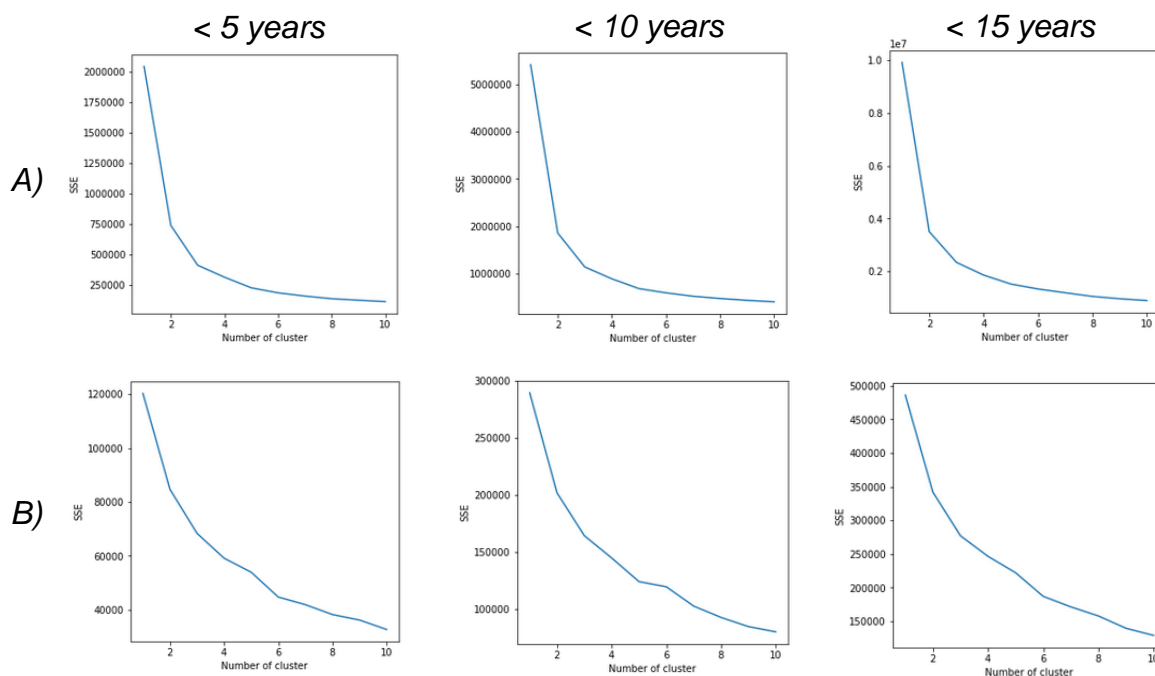 < 5 years
< 10 years
< 15 years
A)
2000000
1750000
1500000
1250000
1000000
750000
500000
250000
SSE
2 4 6 8 10
Number of cluster
5000000
4000000
3000000
2000000
1000000
SSE
2 4 6 8 10
Number of cluster
1e7
1.0
0.8
0.6
0.4
0.2
SSE
2 4 6 8 10
Number of cluster
B)
120000
100000
80000
60000
40000
SSE
2 4 6 8 10
Number of cluster
300000
250000
200000
150000
100000
SSE
2 4 6 8 10
Number of cluster
500000
450000
400000
350000
300000
250000
200000
150000
SSE
2 4 6 8 10
Number of cluster